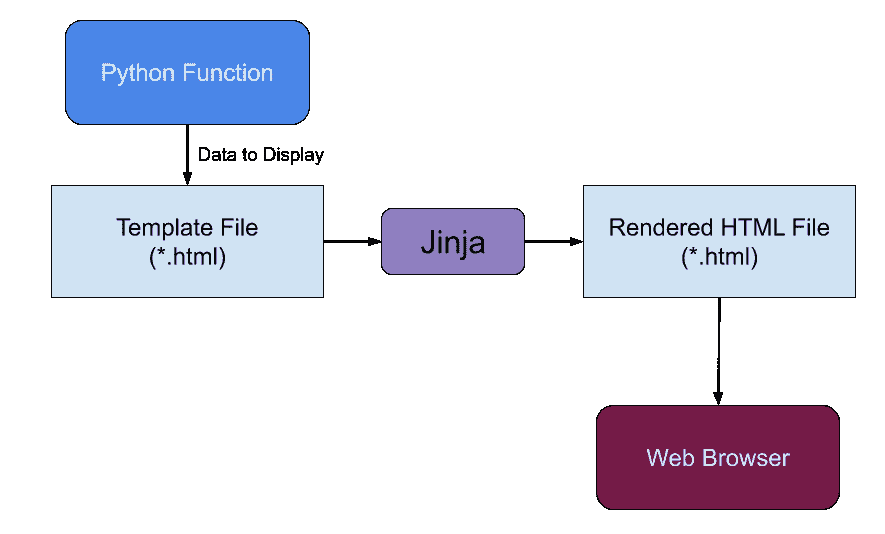 Python Function
Data to Display
Template File
(*.html)
Jinja
Rendered HTML File
(*.html)
Web Browser